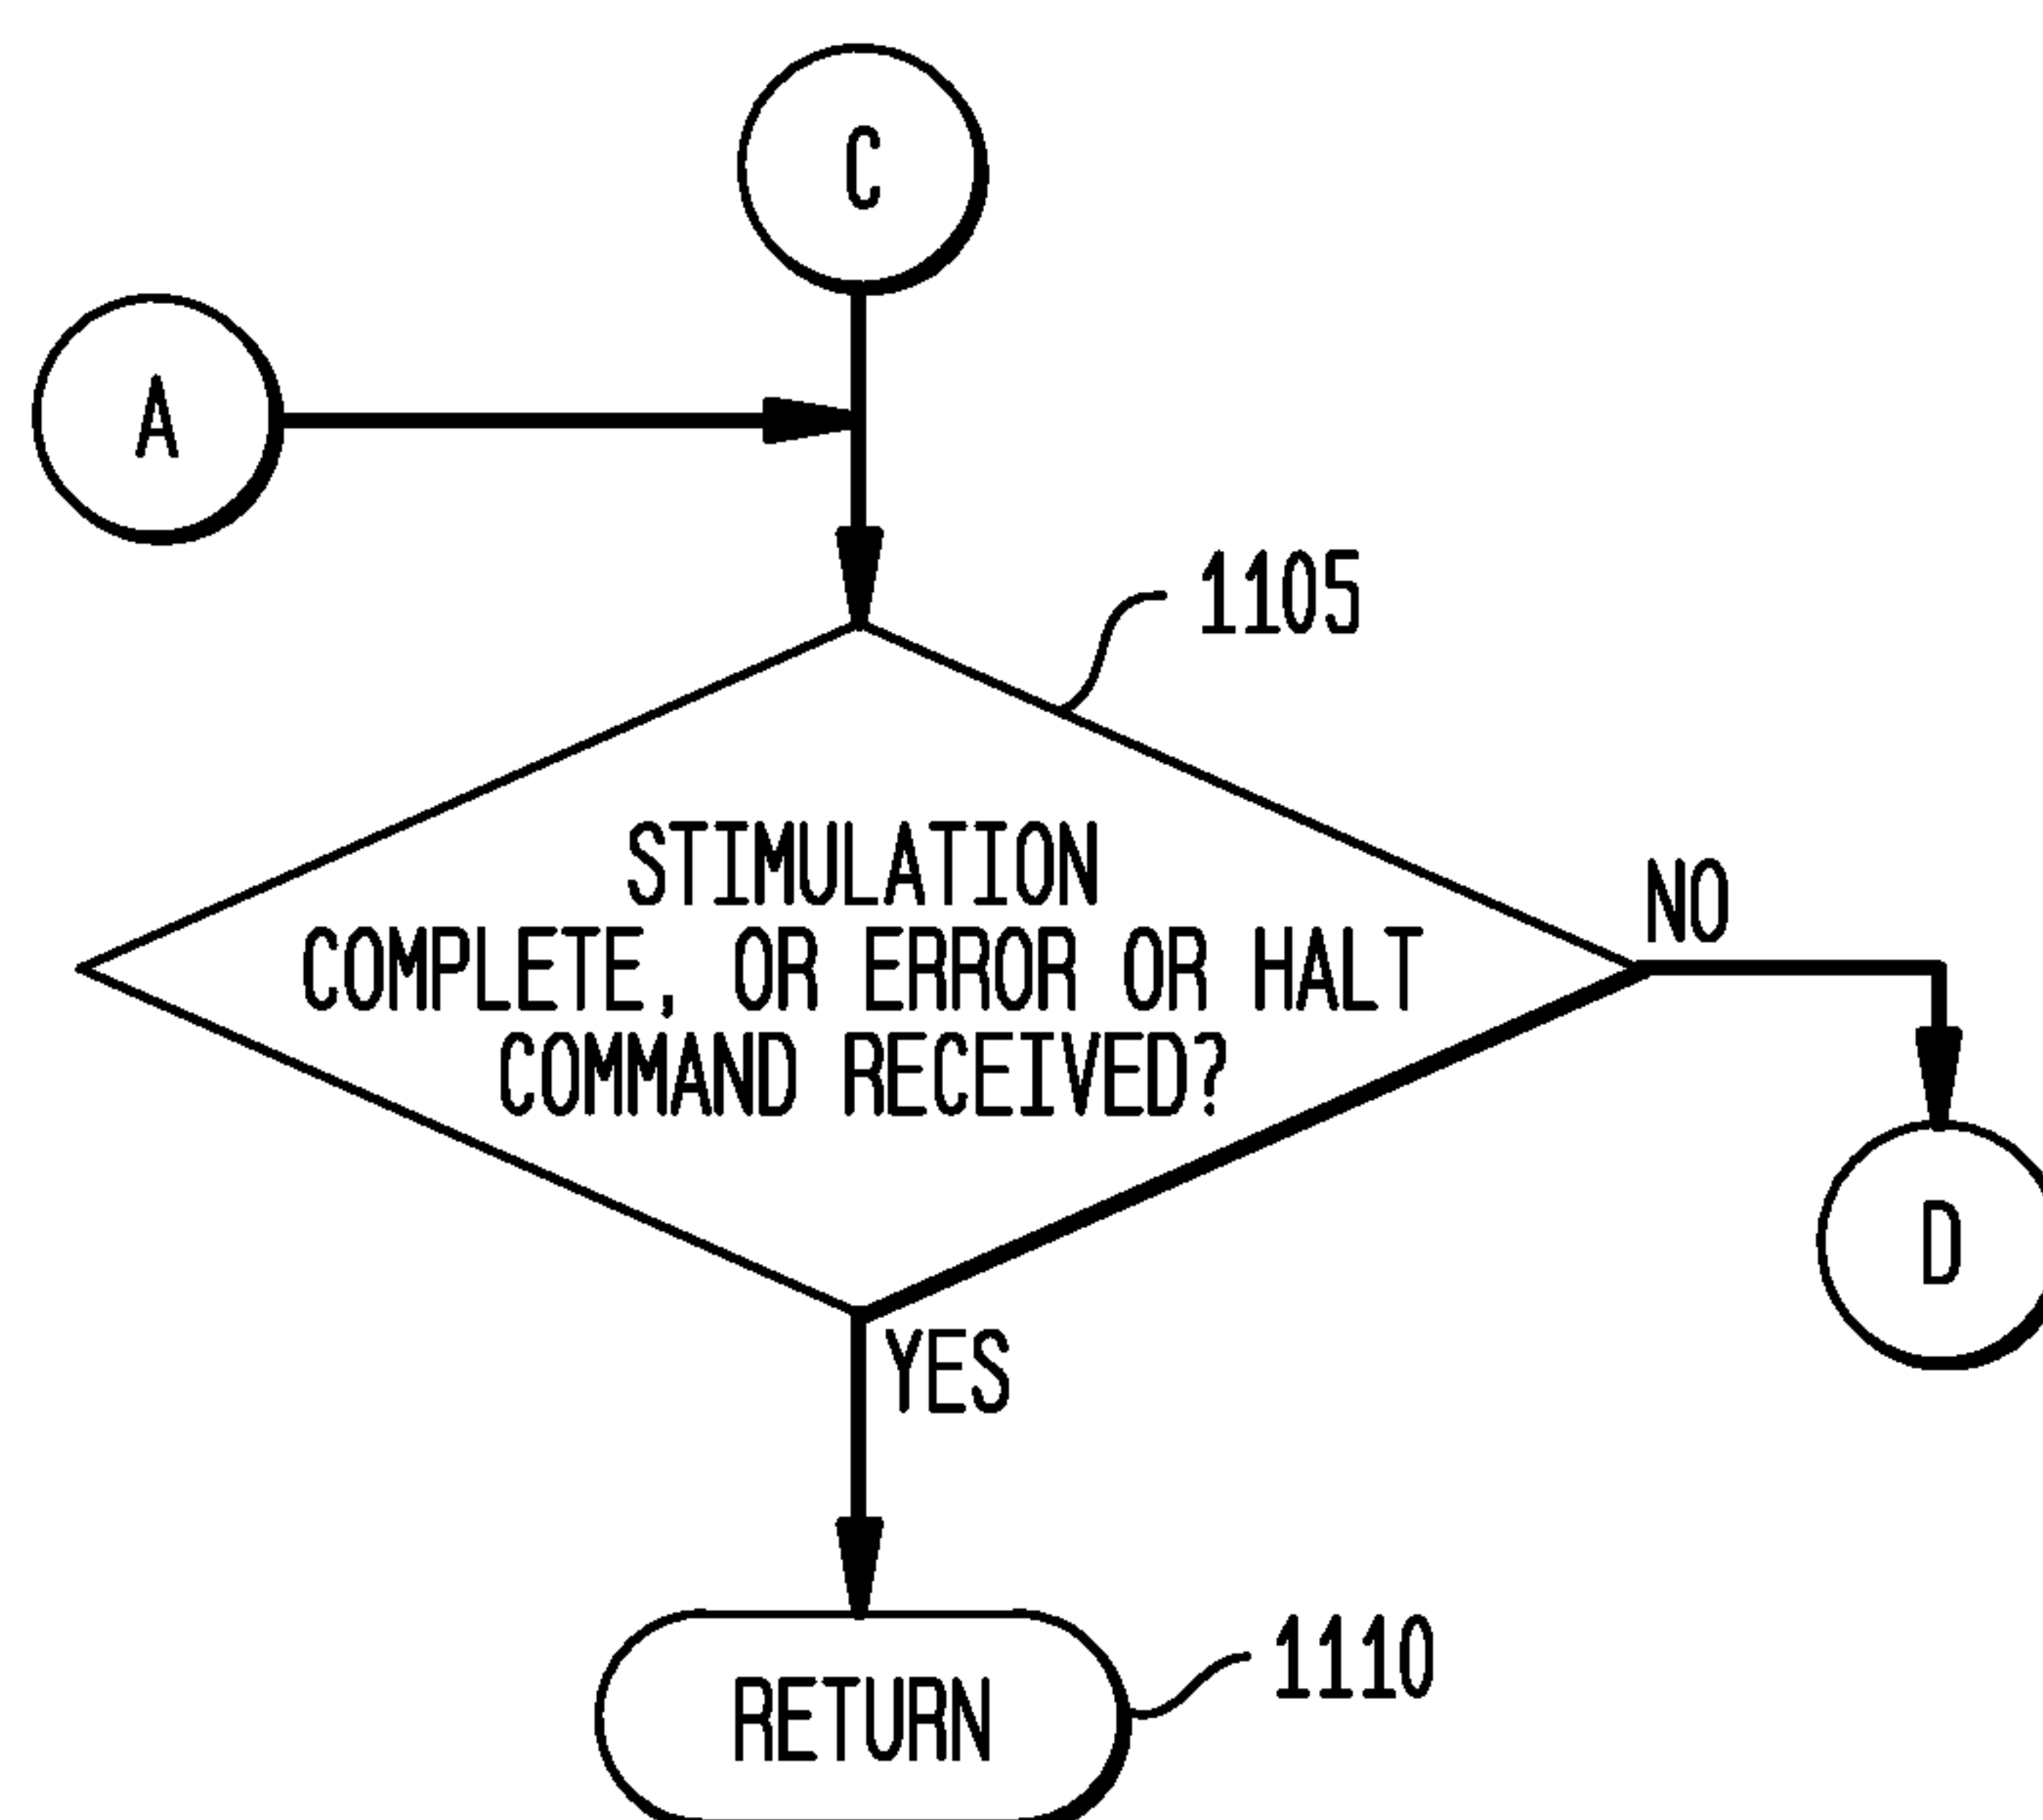 C
A
1105
STIMULATION
COMPLETE, OR ERROR OR HALT
COMMAND RECEIVED?
NO
D
YES
RETURN
1110